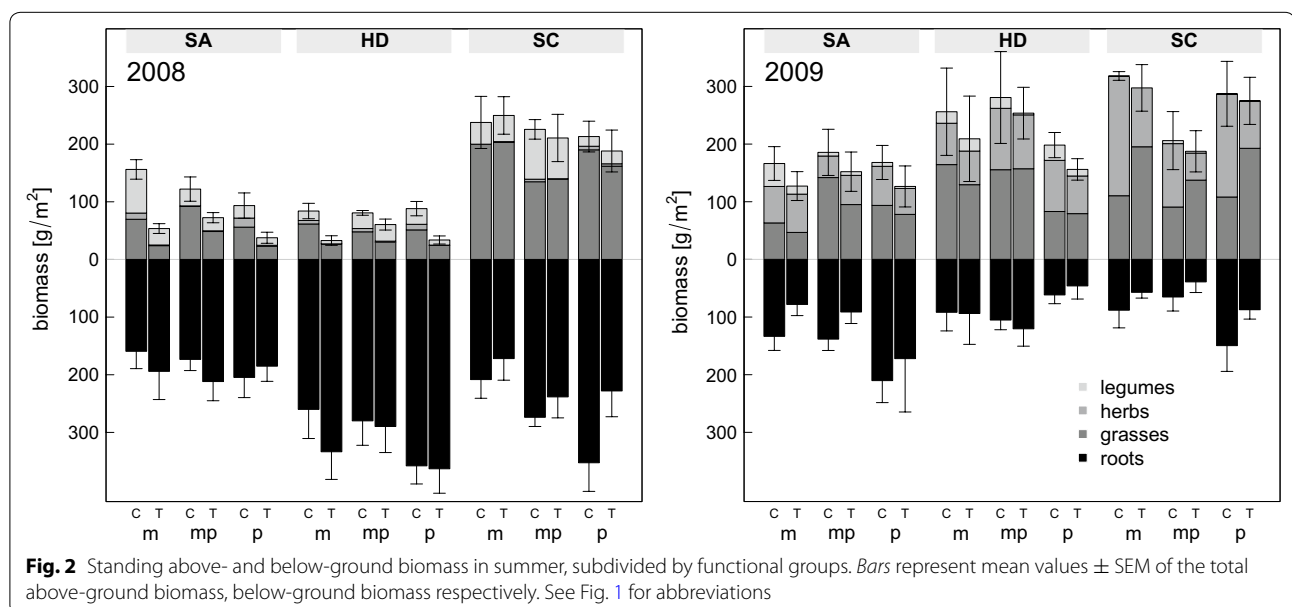 SA HD SC
2008
300
200
100
0
100
200
300
biomass [g/m²]
C T C T C T C T C T C T C T C T C T
m mp p m mp p m mp p
SA HD SC
2009
300
200
100
0
100
200
300
biomass [g/m²]
legumes
herbs
grasses
roots
C T C T C T C T C T C T C T C T C T
m mp p m mp p m mp p
Fig. 2 Standing above- and below-ground biomass in summer, subdivided by functional groups. Bars represent mean values ± SEM of the total
above-ground biomass, below-ground biomass respectively. See Fig. 1 for abbreviations